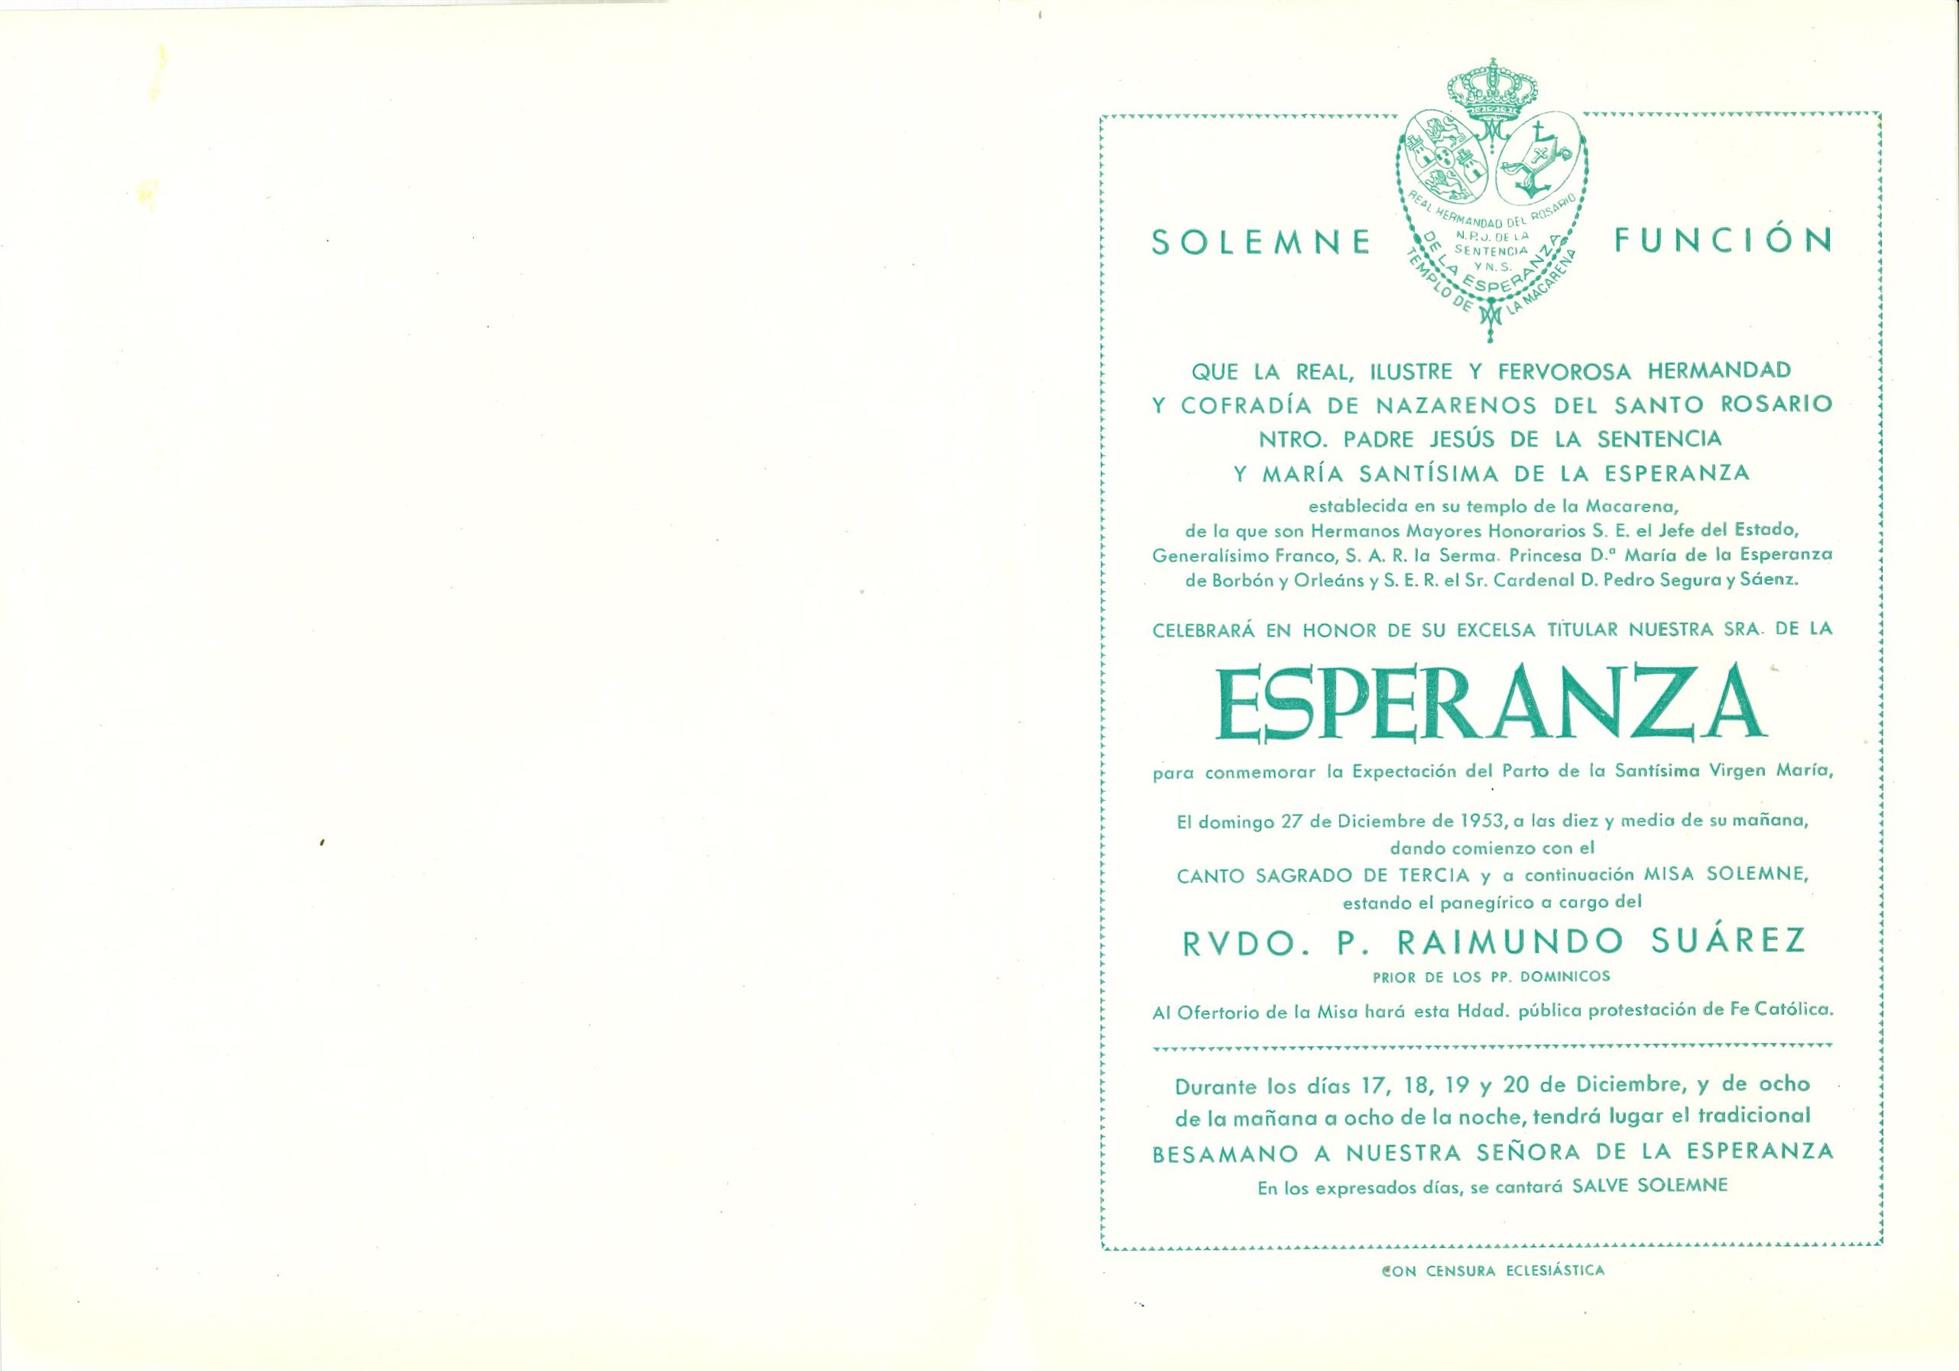 REAL HERMANDAD DEL ROSARIO
N.P.J. DE LA
SENTENCIA
Y N. S.
DE LA ESPERANZA
TEMPLO DE LA MACARENA
SOLEMNE FUNCIÓN
QUE LA REAL, ILUSTRE Y FERVOROSA HERMANDAD
Y COFRADÍA DE NAZARENOS DEL SANTO ROSARIO
NTRO. PADRE JESÚS DE LA SENTENCIA
Y MARÍA SANTÍSIMA DE LA ESPERANZA
establecida en su templo de la Macarena,
de la que son Hermanos Mayores Honorarios S. E. el Jefe del Estado,
Generalísimo Franco, S. A. R. la Serma. Princesa D.ª María de la Esperanza
de Borbón y Orleáns y S. E. R. el Sr. Cardenal D. Pedro Segura y Sáenz.
CELEBRARÁ EN HONOR DE SU EXCELSA TITULAR NUESTRA SRA. DE LA
ESPERANZA
para conmemorar la Expectación del Parto de la Santísima Virgen María,
El domingo 27 de Diciembre de 1953, a las diez y media de su mañana,
dando comienzo con el
CANTO SAGRADO DE TERCIA y a continuación MISA SOLEMNE,
estando el panegírico a cargo del
RVDO. P. RAIMUNDO SUÁREZ
PRIOR DE LOS PP. DOMINICOS
Al Ofertorio de la Misa hará esta Hdad. pública protestación de Fe Católica.
Durante los días 17, 18, 19 y 20 de Diciembre, y de ocho
de la mañana a ocho de la noche, tendrá lugar el tradicional
BESAMANO A NUESTRA SEÑORA DE LA ESPERANZA
En los expresados días, se cantará SALVE SOLEMNE
CON CENSURA ECLESIÁSTICA